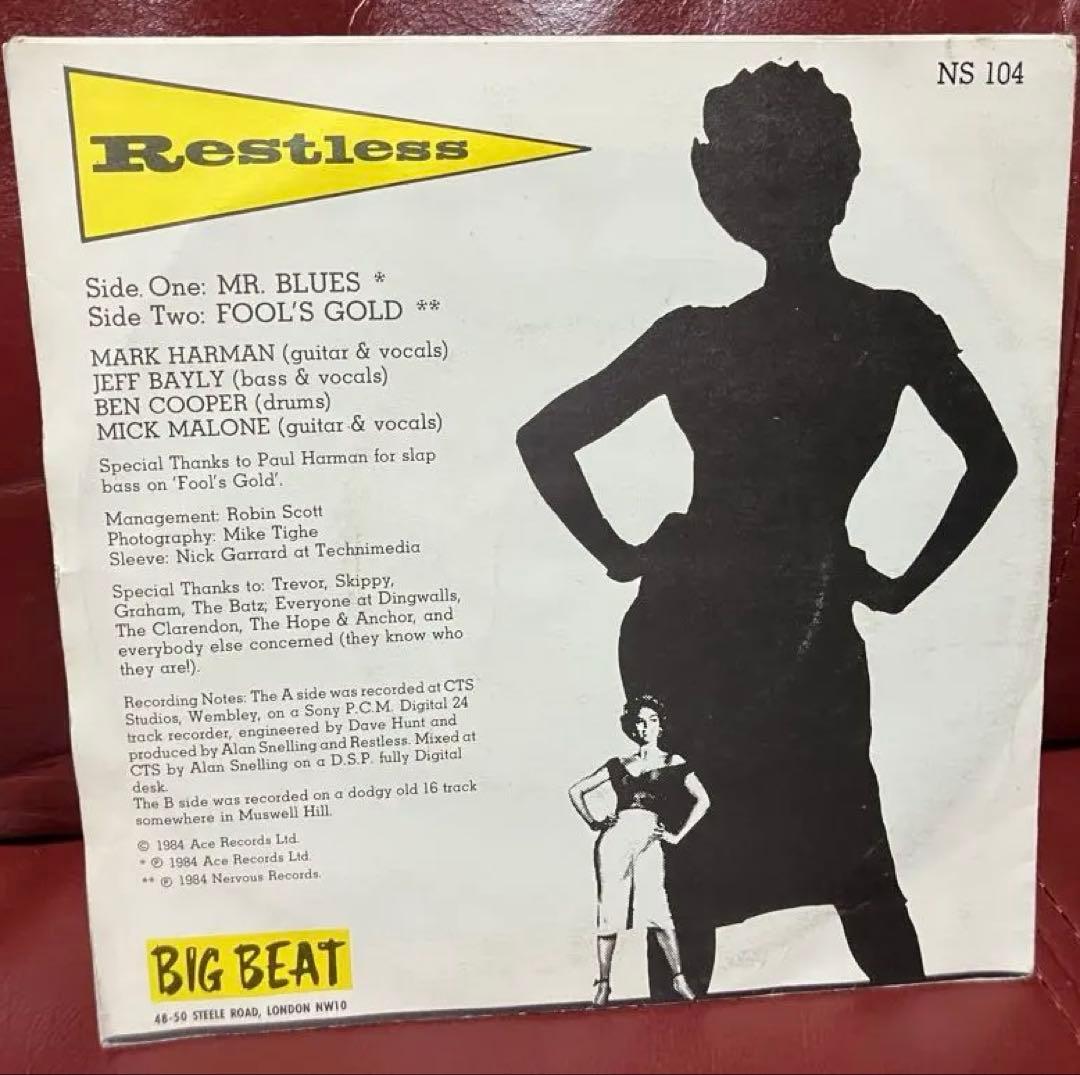 NS 104
Restless
Side One: MR. BLUES *
Side Two: FOOL'S GOLD **
MARK HARMAN (guitar & vocals)
JEFF BAYLY (bass & vocals)
BEN COOPER (drums)
MICK MALONE (guitar & vocals)
Special Thanks to Paul Harman for slap
bass on 'Fool's Gold'.
Management: Robin Scott
Photography: Mike Tighe
Sleeve: Nick Garrard at Technimedia
Special Thanks to: Trevor, Skippy,
Graham, The Batz; Everyone at Dingwalls,
The Clarendon, The Hope & Anchor, and
everybody else concerned (they know who
they are!).
Recording Notes: The A side was recorded at CTS
Studios, Wembley, on a Sony P.C.M. Digital 24
track recorder, engineered by Dave Hunt and
produced by Alan Snelling and Restless. Mixed at
CTS by Alan Snelling on a D.S.P. fully Digital
desk.
The B side was recorded on a dodgy old 16 track
somewhere in Muswell Hill.
© 1984 Ace Records Ltd.
* ℗ 1984 Ace Records Ltd.
** ℗ 1984 Nervous Records.
BIG BEAT
48-50 STEELE ROAD, LONDON NW10